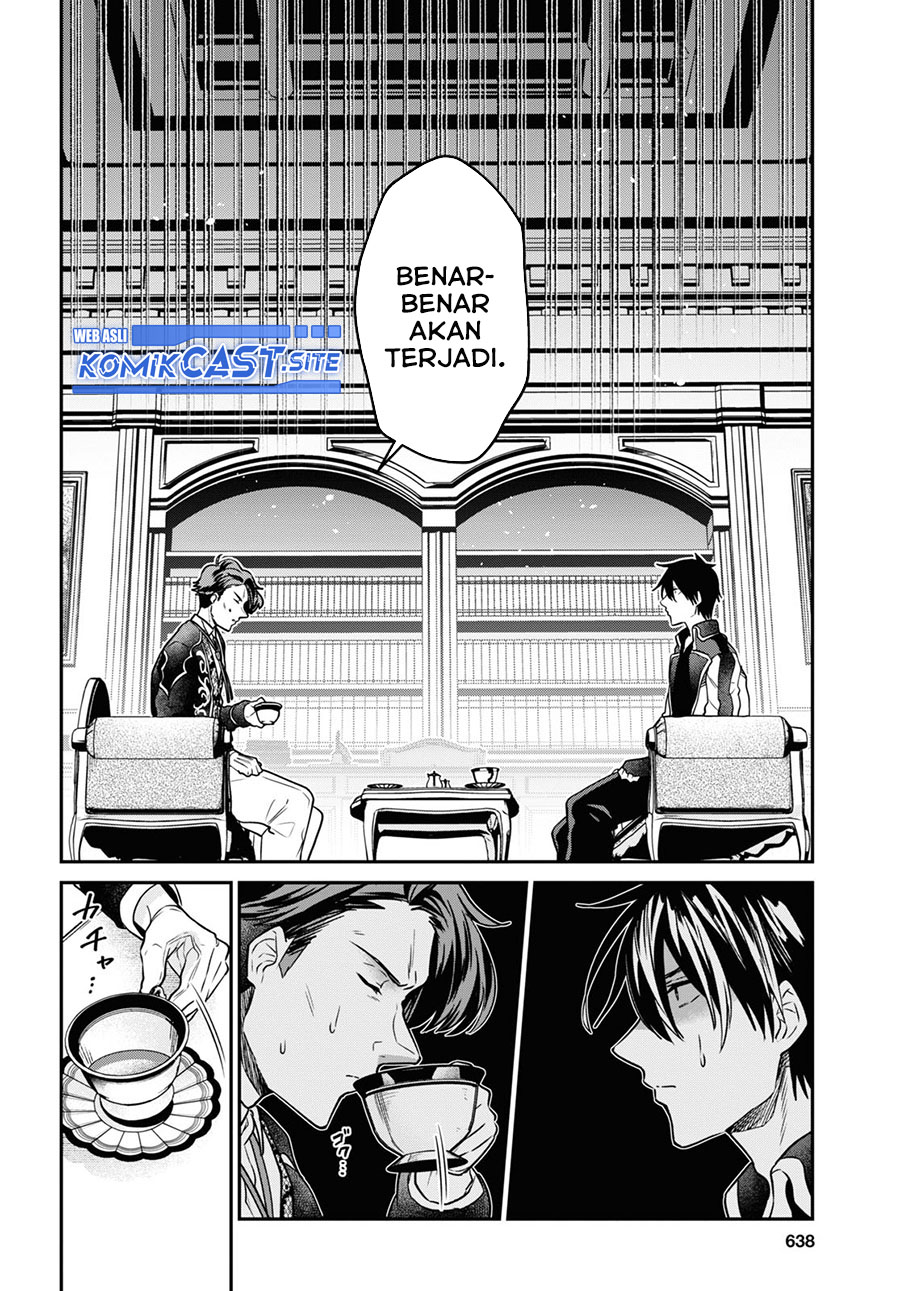 BENAR-
BENAR
AKAN
TERJADI.
WEB ASLI
KOMIKCAST.SITE
ゴク…
カチャ…
638